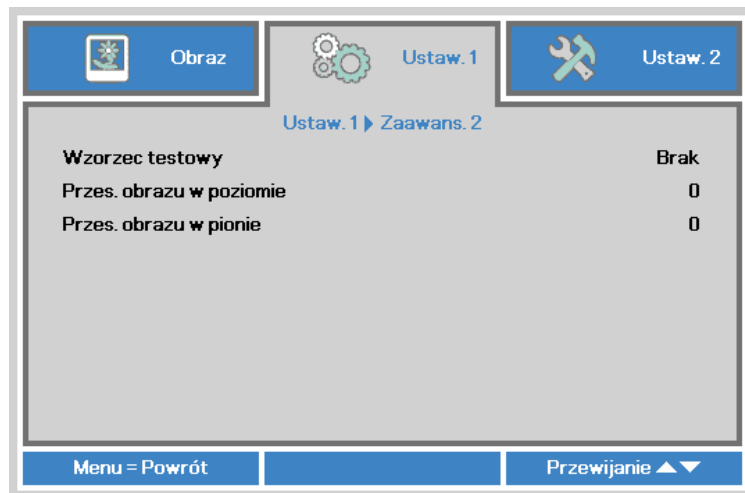 Obraz
Ustaw. 1
Ustaw. 2
Ustaw. 1 ▶ Zaawans. 2
Wzorzec testowy Brak
Przes. obrazu w poziomie 0
Przes. obrazu w pionie 0
Menu = Powrót
Przewijanie ▲▼